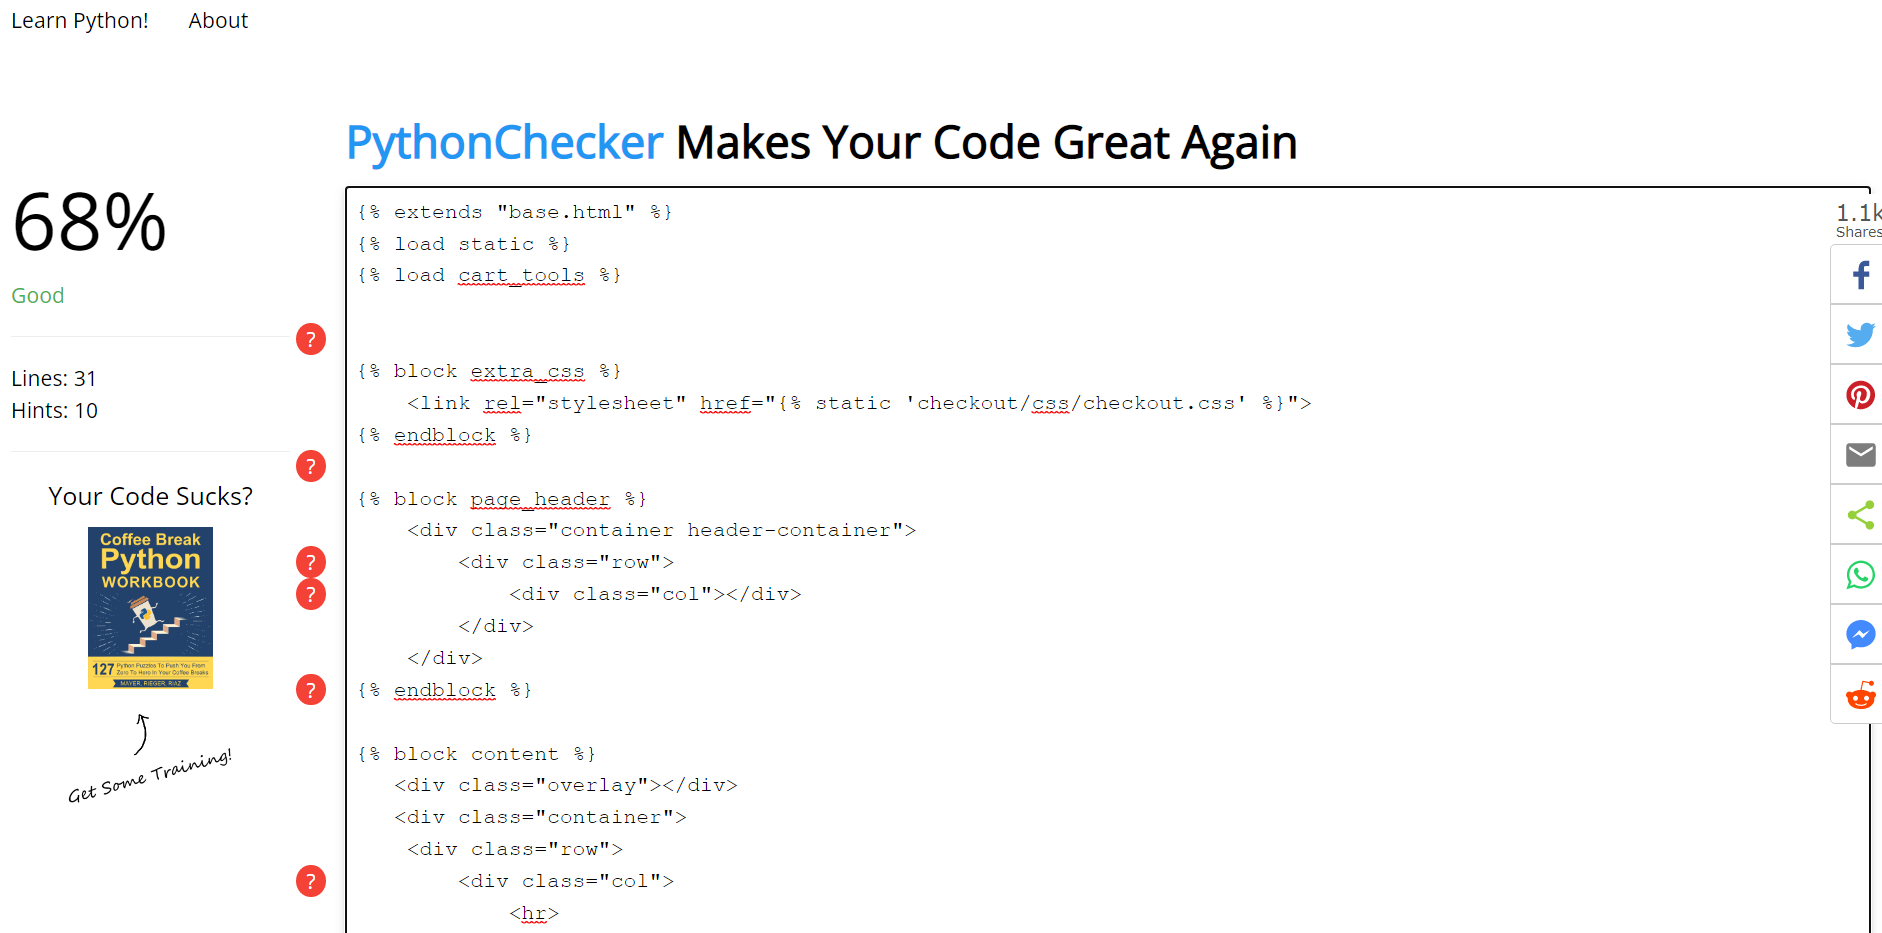 Learn Python! About
PythonChecker Makes Your Code Great Again
68%
Good
?
Lines: 31
Hints: 10
?
Your Code Sucks?
Coffee Break
Python
WORKBOOK
127 Python Puzzles To Push You From
Zero To Hero In Your Coffee Breaks
MAYER, RIEGER, RIAZ
Get Some Training!
?
?
?
?
{% extends "base.html" %}
{% load static %}
{% load cart_tools %}
{% block extra_css %}
<link rel="stylesheet" href="{% static 'checkout/css/checkout.css' %}">
{% endblock %}
{% block page_header %}
<div class="container header-container">
<div class="row">
<div class="col"></div>
</div>
</div>
{% endblock %}
{% block content %}
<div class="overlay"></div>
<div class="container">
<div class="row">
<div class="col">
<hr>
1.1k
Shares